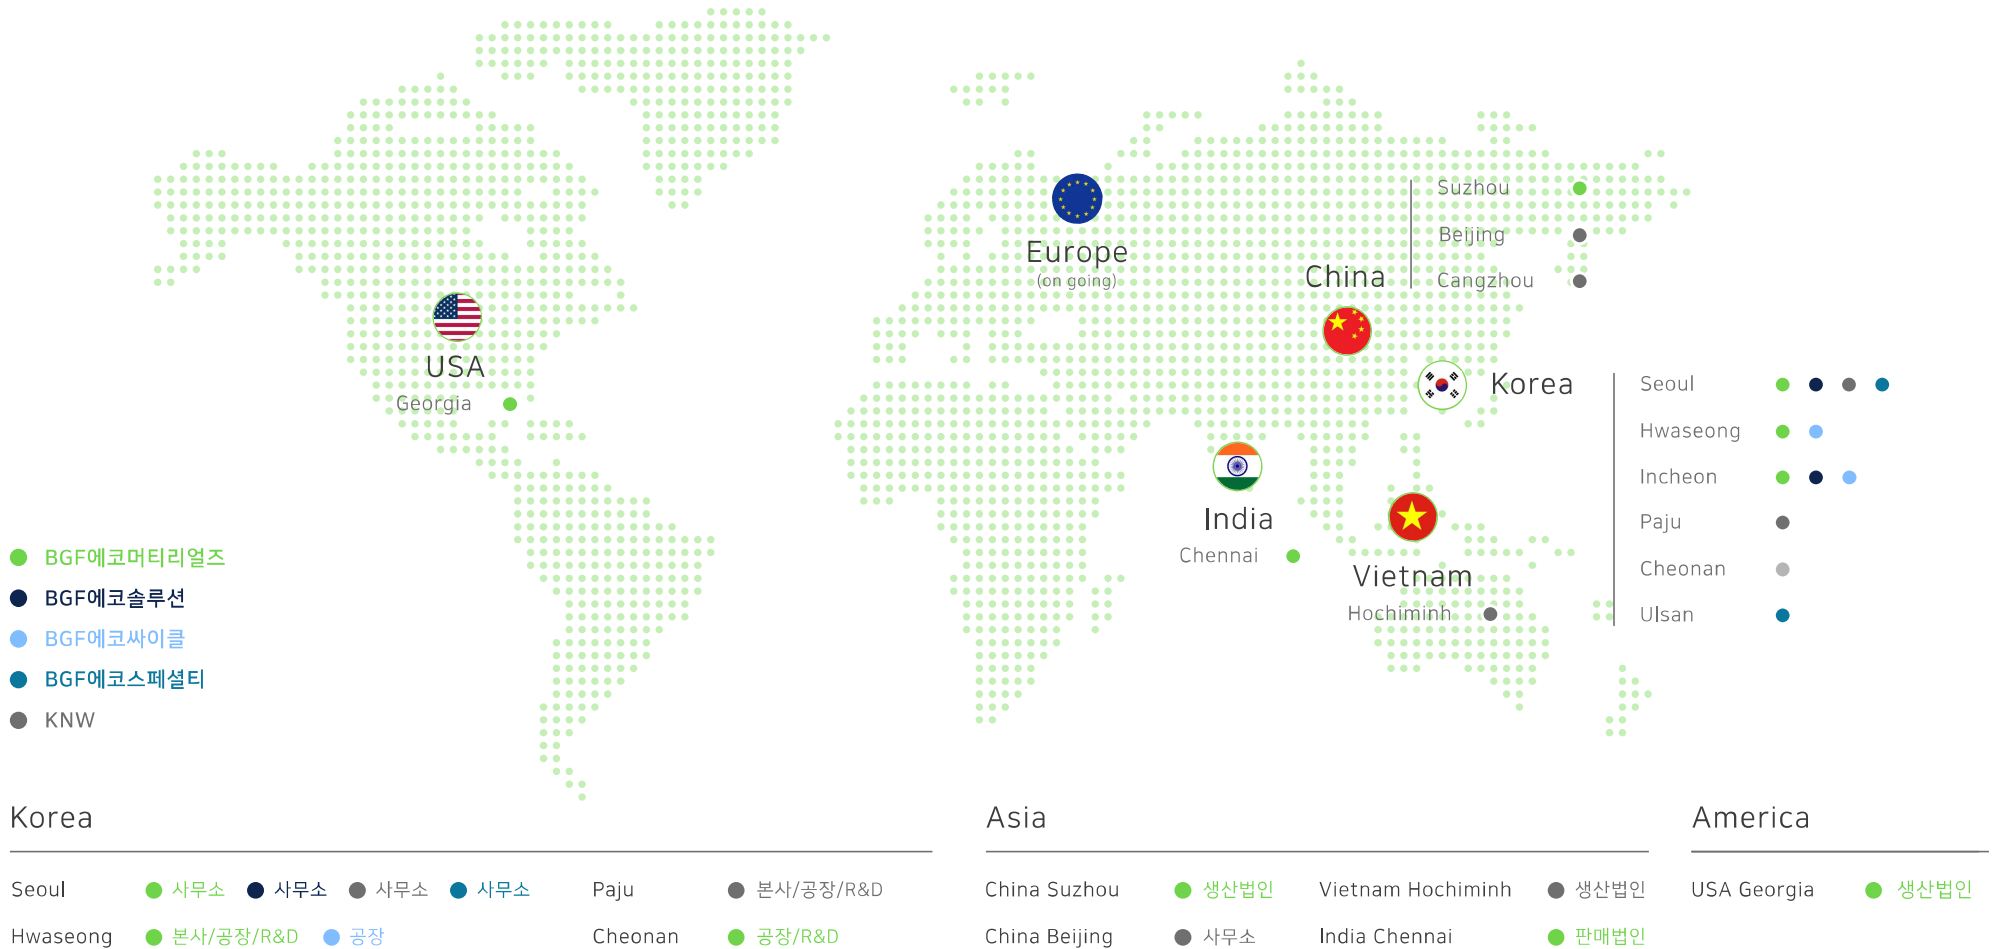 Suzhou
Beijing
Cangzhou
Europe
(on going)
China
USA
Georgia
Korea
Seoul
Hwaseong
Incheon
Paju
Cheonan
Ulsan
India
Chennai
Vietnam
Hochiminh
BGF에코머티리얼즈
BGF에코솔루션
BGF에코싸이클
BGF에코스페셜티
KNW
Korea
Seoul 사무소 사무소 사무소 사무소 Paju 본사/공장/R&D
Hwaseong 본사/공장/R&D 공장 Cheonan 공장/R&D
Asia
China Suzhou 생산법인 Vietnam Hochiminh 생산법인
China Beijing 사무소 India Chennai 판매법인
America
USA Georgia 생산법인